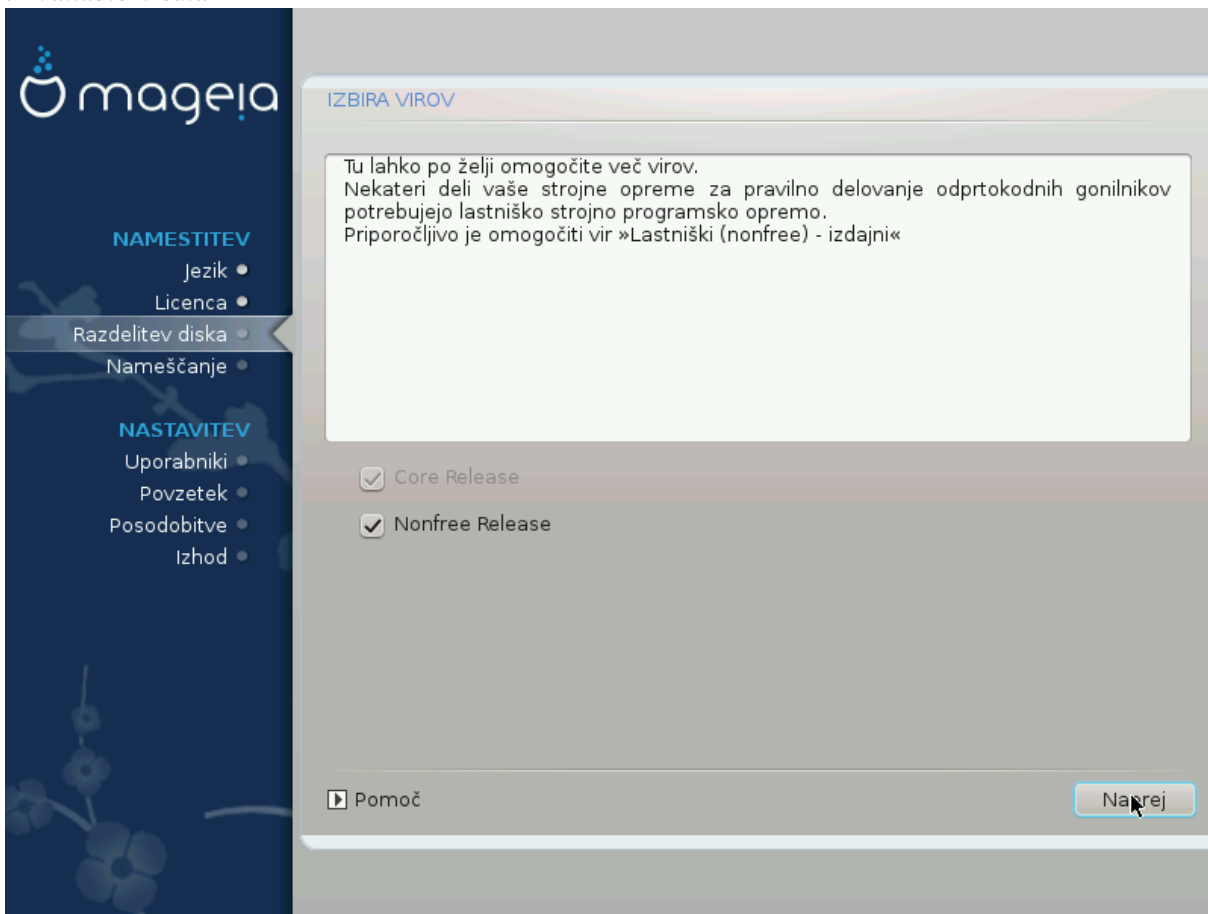 mageia
NAMESTITEV
Jezik
Licenca
Razdelitev diska
Nameščanje
NASTAVITEV
Uporabniki
Povzetek
Posodobitve
Izhod
IZBIRA VIROV
Tu lahko po želji omogočite več virov.
Nekateri deli vaše strojne opreme za pravilno delovanje odprtokodnih gonilnikov
potrebujejo lastniško strojno programsko opremo.
Priporočljivo je omogočiti vir »Lastniški (nonfree) - izdajni«
Core Release
Nonfree Release
Pomoč
Naprej